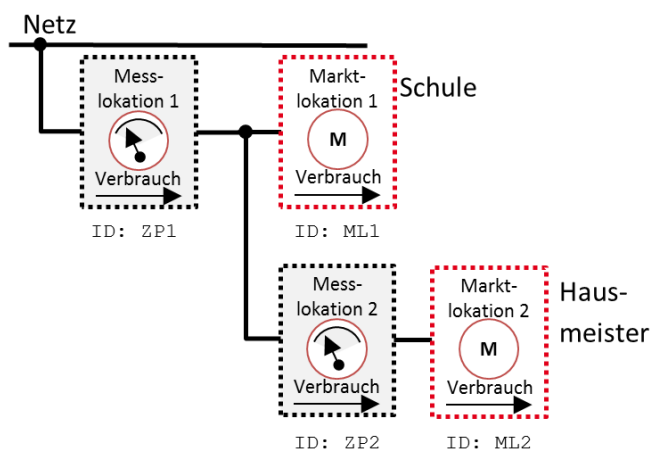 Netz
Mess-
lokation 1
Verbrauch
ID: ZP1
Markt-
lokation 1
M
Verbrauch
ID: ML1
Schule
Mess-
lokation 2
Verbrauch
ID: ZP2
Markt-
lokation 2
M
Verbrauch
ID: ML2
Haus-
meister